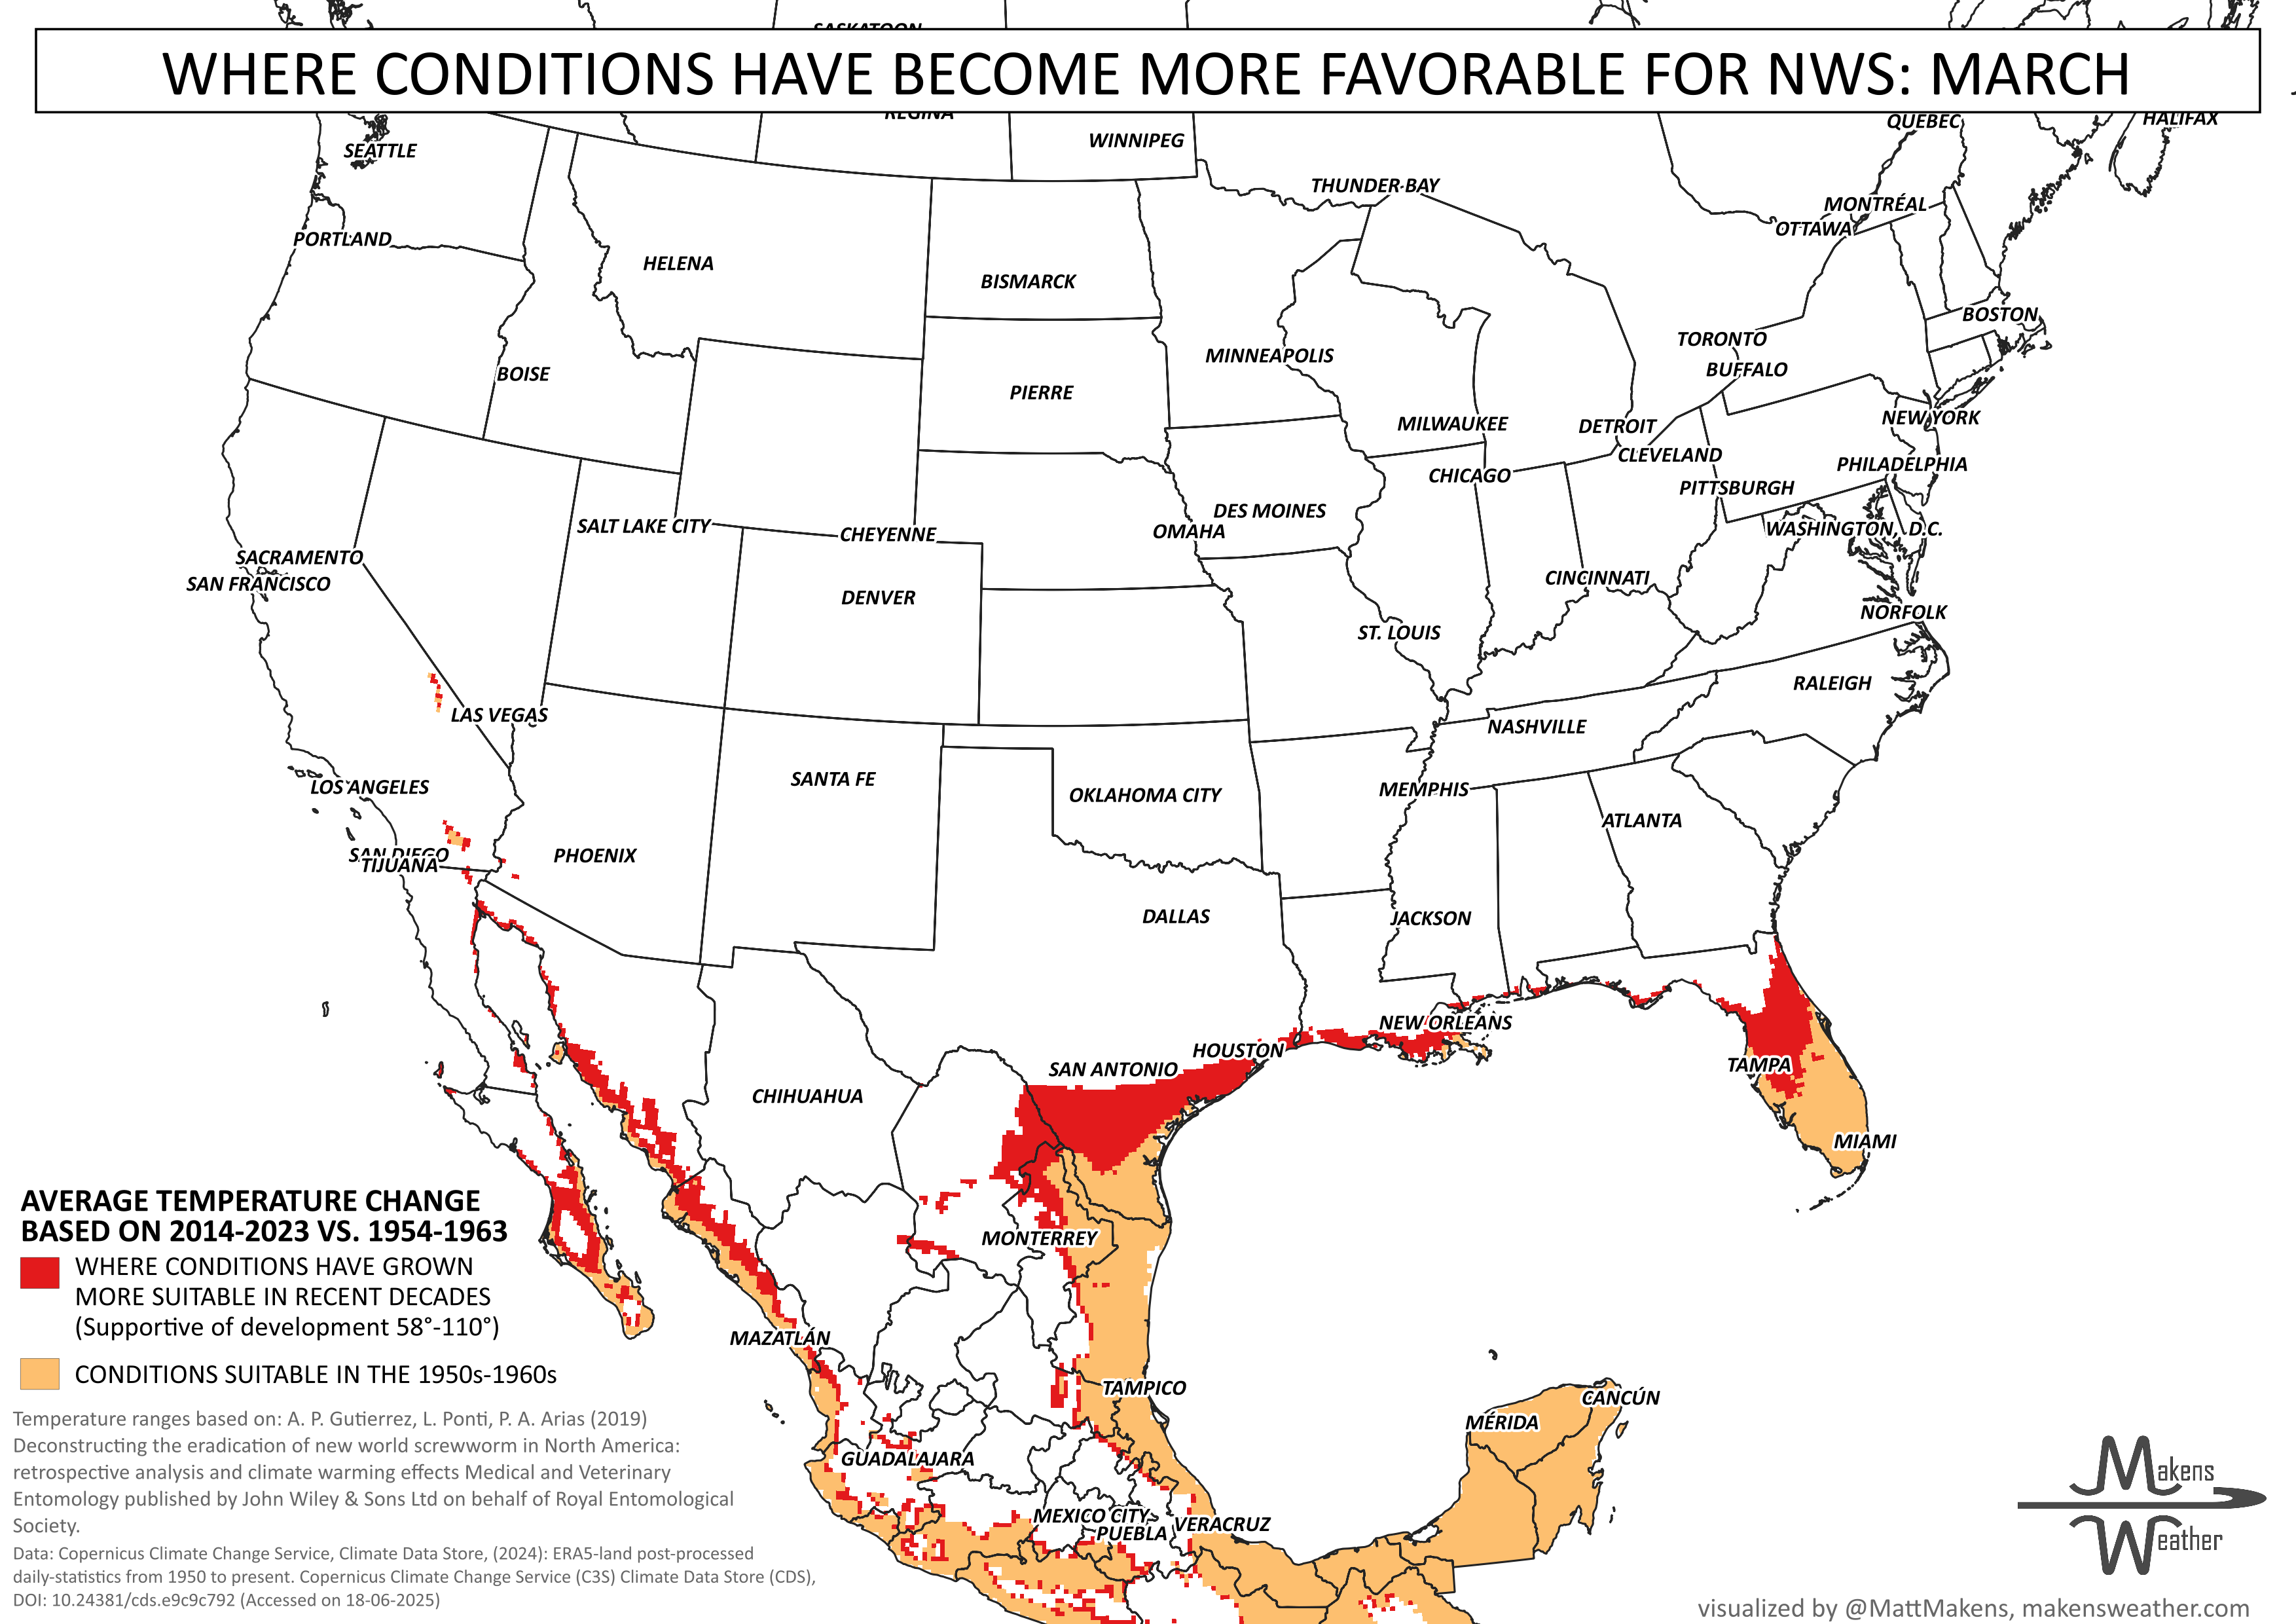 SASKATOON
WHERE CONDITIONS HAVE BECOME MORE FAVORABLE FOR NWS: MARCH
REGINA
WINNIPEG
QUEBEC
HALIFAX
SEATTLE
THUNDER BAY
MONTRÉAL
OTTAWA
PORTLAND
HELENA
BISMARCK
BOSTON
TORONTO
MINNEAPOLIS
BUFFALO
BOISE
PIERRE
NEW YORK
MILWAUKEE
DETROIT
CLEVELAND
PHILADELPHIA
CHICAGO
PITTSBURGH
DES MOINES
SALT LAKE CITY
CHEYENNE
OMAHA
WASHINGTON, D.C.
SACRAMENTO
SAN FRANCISCO
CINCINNATI
DENVER
NORFOLK
ST. LOUIS
RALEIGH
LAS VEGAS
NASHVILLE
SANTA FE
LOS ANGELES
MEMPHIS
OKLAHOMA CITY
ATLANTA
SAN DIEGO
TIJUANA
PHOENIX
DALLAS
JACKSON
NEW ORLEANS
HOUSTON
SAN ANTONIO
TAMPA
CHIHUAHUA
MIAMI
MONTERREY
MAZATLÁN
TAMPICO
CANCÚN
MÉRIDA
GUADALAJARA
MEXICO CITY
PUEBLA
VERACRUZ
AVERAGE TEMPERATURE CHANGE
BASED ON 2014-2023 VS. 1954-1963
WHERE CONDITIONS HAVE GROWN
MORE SUITABLE IN RECENT DECADES
(Supportive of development 58°-110°)
CONDITIONS SUITABLE IN THE 1950s-1960s
Temperature ranges based on: A. P. Gutierrez, L. Ponti, P. A. Arias (2019)
Deconstructing the eradication of new world screwworm in North America:
retrospective analysis and climate warming effects Medical and Veterinary
Entomology published by John Wiley & Sons Ltd on behalf of Royal Entomological
Society.
Data: Copernicus Climate Change Service, Climate Data Store, (2024): ERA5-land post-processed
daily-statistics from 1950 to present. Copernicus Climate Change Service (C3S) Climate Data Store (CDS),
DOI: 10.24381/cds.e9c9c792 (Accessed on 18-06-2025)
Makens
Weather
visualized by @MattMakens, makensweather.com